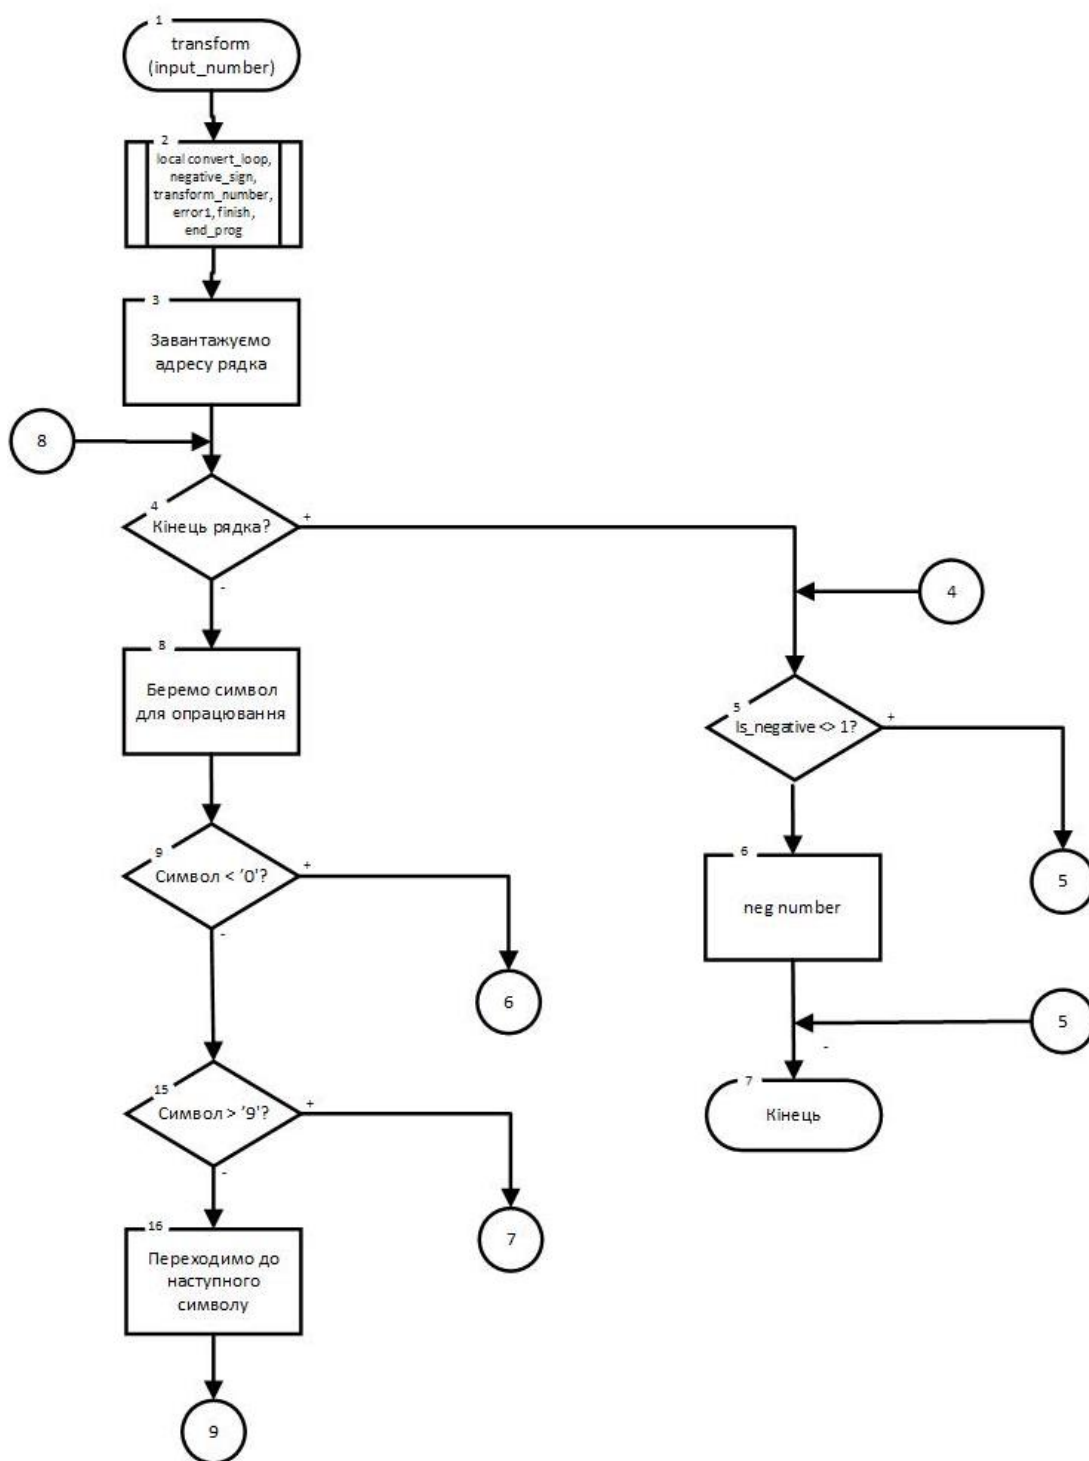 1
transform
(input_number)
2
local convert_loop,
negative_sign,
transform_number,
error1, finish,
end_prog
3
Завантажуємо
адресу рядка
8
4
Кінець рядка?
+
-
4
8
Беремо символ
для опрацювання
5
Is_negative <> 1?
+
9
Символ < '0'?
+
-
6
neg number
5
6
5
-
15
Символ > '9'?
+
-
7
Кінець
7
16
Переходимо до
наступного
символу
9